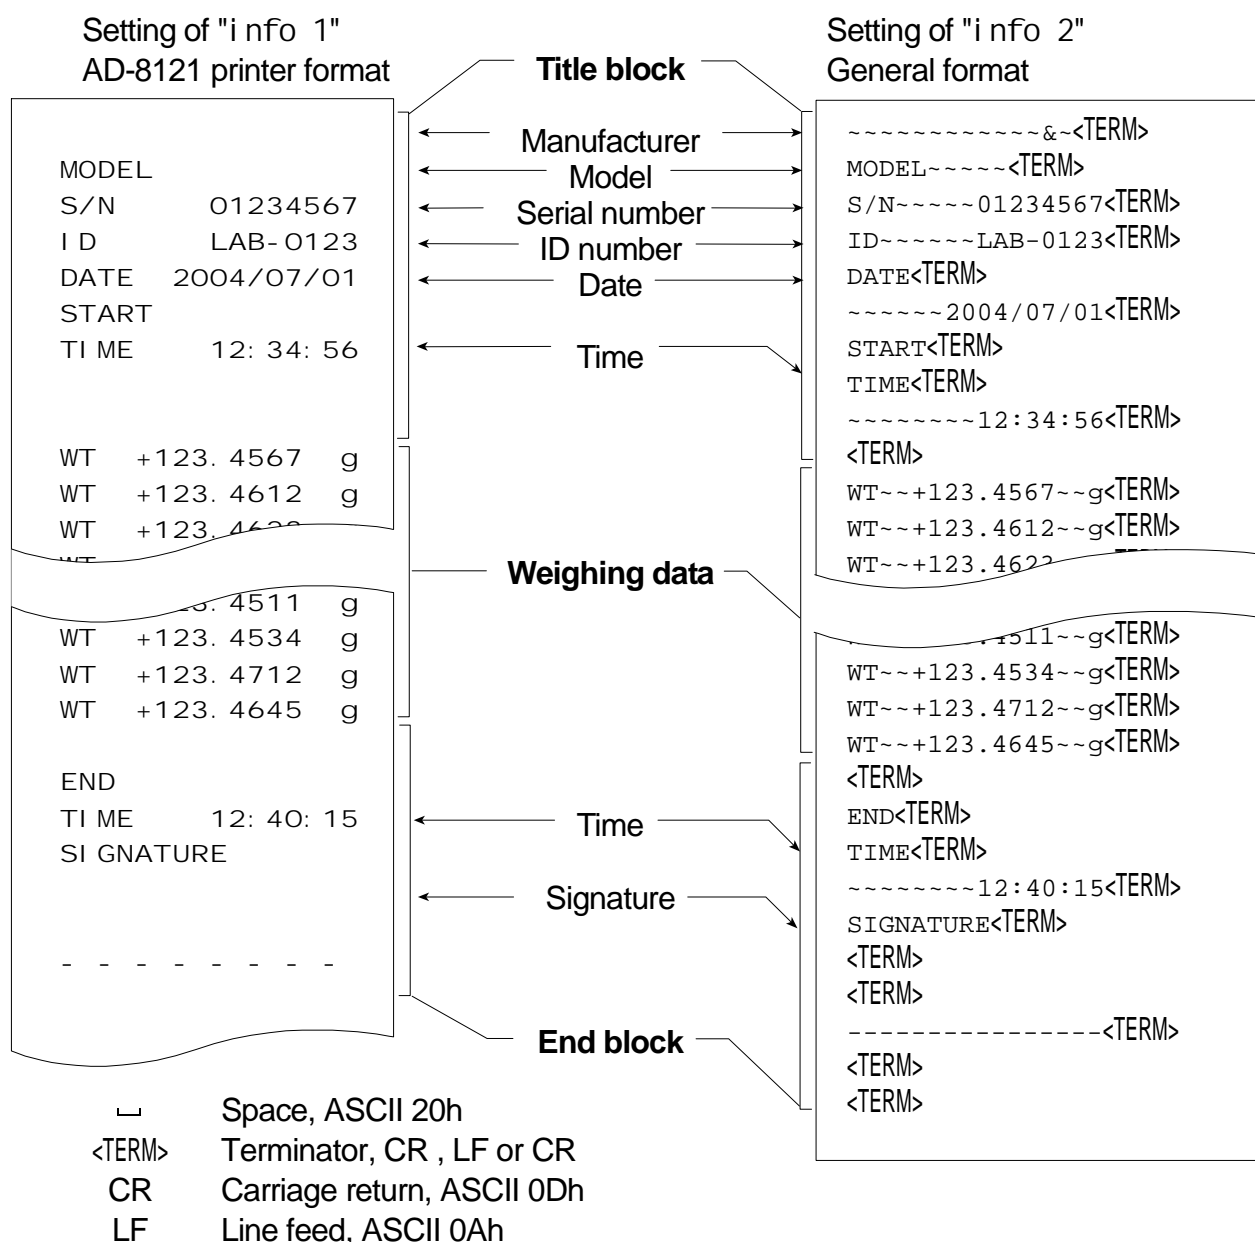 Setting of "info 1"
AD-8121 printer format
MODEL
S/N 01234567
ID LAB-0123
DATE 2004/07/01
START
TIME 12:34:56
WT +123.4567 g
WT +123.4612 g
WT
4511 g
WT +123.4534 g
WT +123.4712 g
WT +123.4645 g
END
TIME 12:40:15
SIGNATURE
- - - - - - - -
Title block
Manufacturer
Model
Serial number
ID number
Date
Time
Weighing data
Time
Signature
End block
Setting of "info 2"
General format
~~~~~~~~~~~~&~<TERM>
MODEL~~~~~<TERM>
S/N~~~~~01234567<TERM>
ID~~~~~~LAB-0123<TERM>
DATE<TERM>
~~~~~~2004/07/01<TERM>
START<TERM>
TIME<TERM>
~~~~~~~~12:34:56<TERM>
<TERM>
WT~~+123.4567~~g<TERM>
WT~~+123.4612~~g<TERM>
WT~~+123.462
4511~~g<TERM>
WT~~+123.4534~~g<TERM>
WT~~+123.4712~~g<TERM>
WT~~+123.4645~~g<TERM>
<TERM>
END<TERM>
TIME<TERM>
~~~~~~~~12:40:15<TERM>
SIGNATURE<TERM>
<TERM>
<TERM>
----------------<TERM>
<TERM>
<TERM>
Space, ASCII 20h
<TERM> Terminator, CR , LF or CR
CR Carriage return, ASCII 0Dh
LF Line feed, ASCII 0Ah